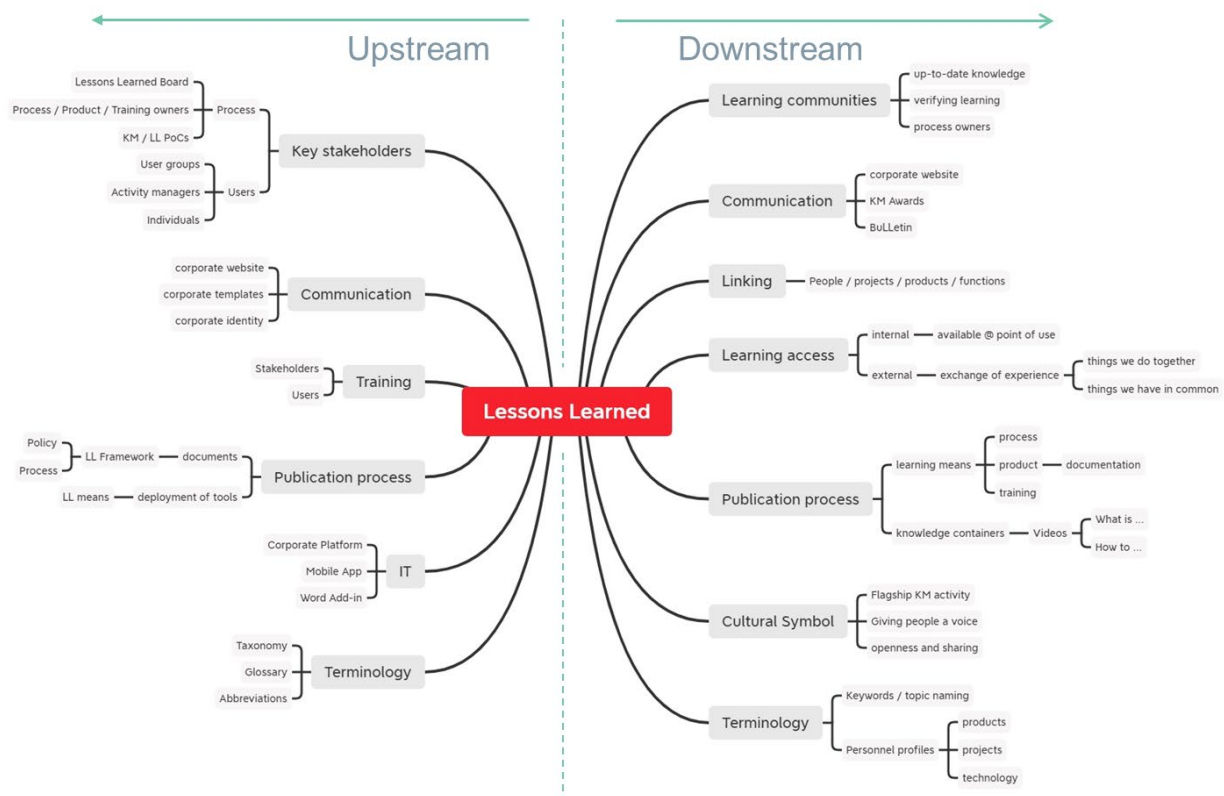 Upstream
Downstream
Lessons Learned
Key stakeholders
Process
Lessons Learned Board
Process / Product / Training owners
KM / LL PoCs
Users
User groups
Activity managers
Individuals
Communication
corporate website
corporate templates
corporate identity
Training
Stakeholders
Users
Publication process
documents
LL Framework
Policy
Process
deployment of tools
LL means
IT
Corporate Platform
Mobile App
Word Add-in
Terminology
Taxonomy
Glossary
Abbreviations
Learning communities
up-to-date knowledge
verifying learning
process owners
Communication
corporate website
KM Awards
BuLLetin
Linking
People / projects / products / functions
Learning access
internal
available @ point of use
external
exchange of experience
things we do together
things we have in common
Publication process
learning means
process
product
documentation
training
knowledge containers
Videos
What is ...
How to ...
Cultural Symbol
Flagship KM activity
Giving people a voice
openness and sharing
Terminology
Keywords / topic naming
Personnel profiles
products
projects
technology